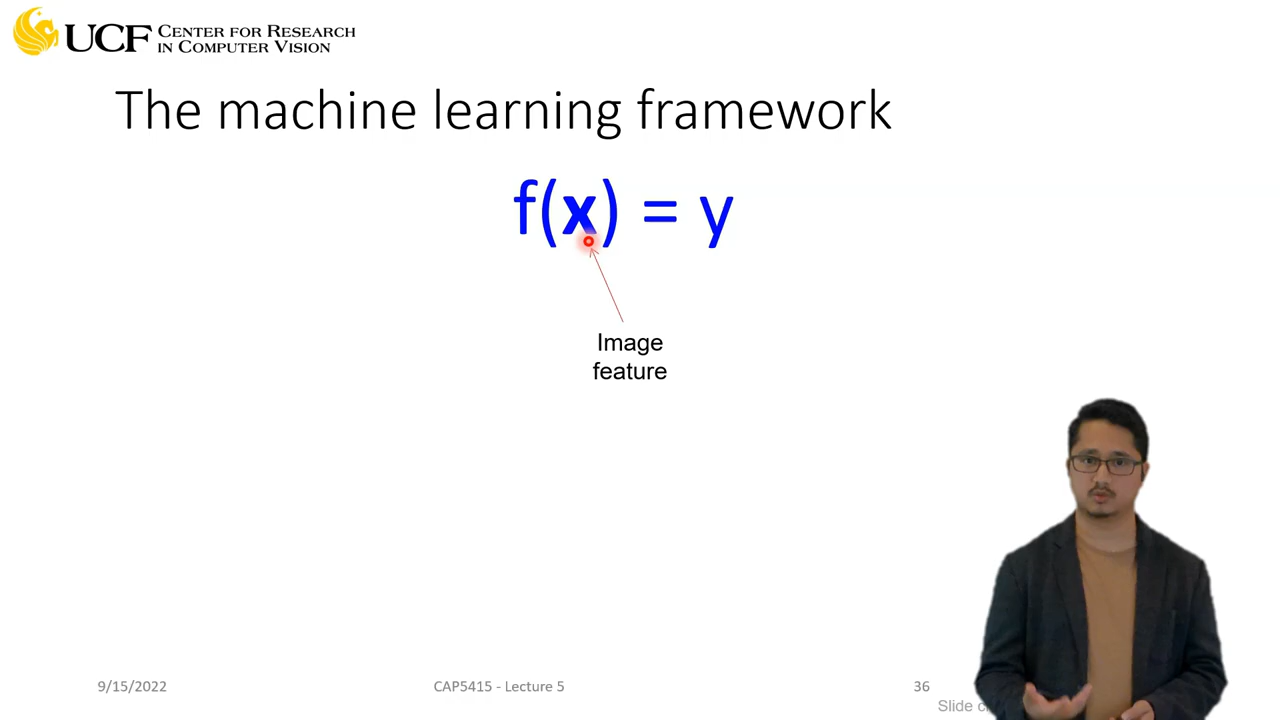 UCF CENTER FOR RESEARCH
IN COMPUTER VISION
The machine learning framework
f(x) = y
Image
feature
9/15/2022
CAP5415 - Lecture 5
36
Slide